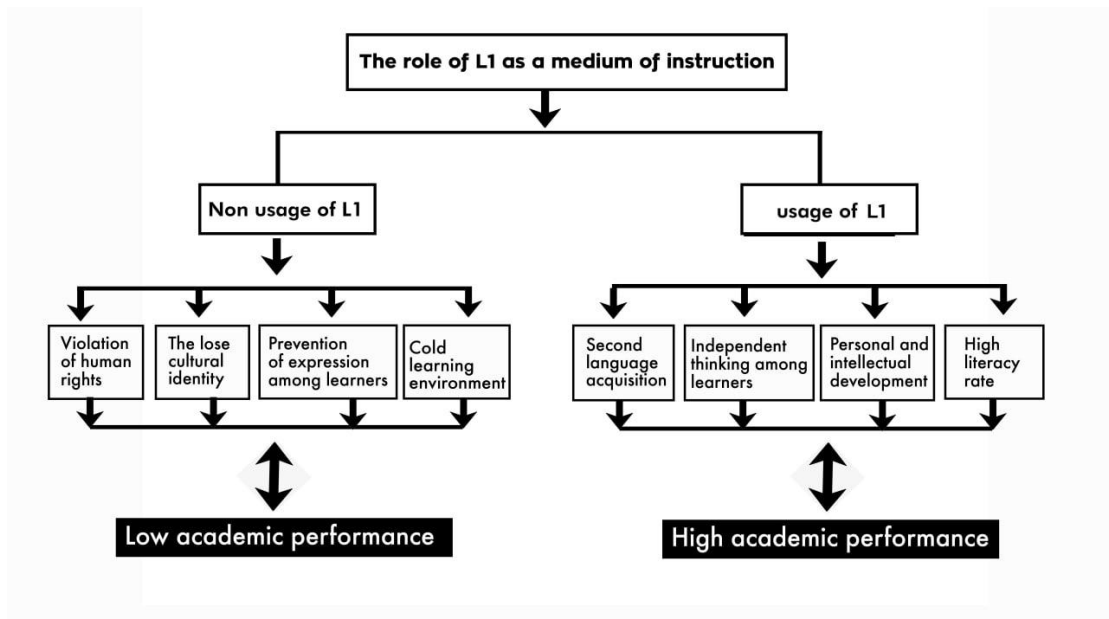 The role of L1 as a medium of instruction
Non usage of L1
usage of L1
Violation
of human
rights
The lose
cultural
identity
Prevention
of expression
among learners
Cold
learning
environment
Second
language
acquisition
Independent
thinking among
learners
Personal and
intellectual
development
High
literacy
rate
Low academic performance
High academic performance